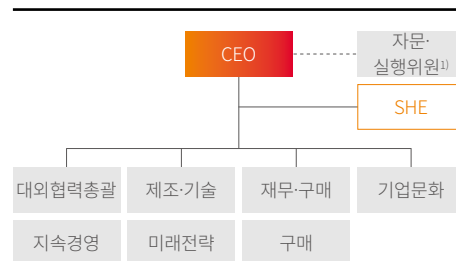 CEO
자문·
실행위원1)
SHE
대외협력총괄
제조·기술
재무·구매
기업문화
지속경영
미래전략
구매